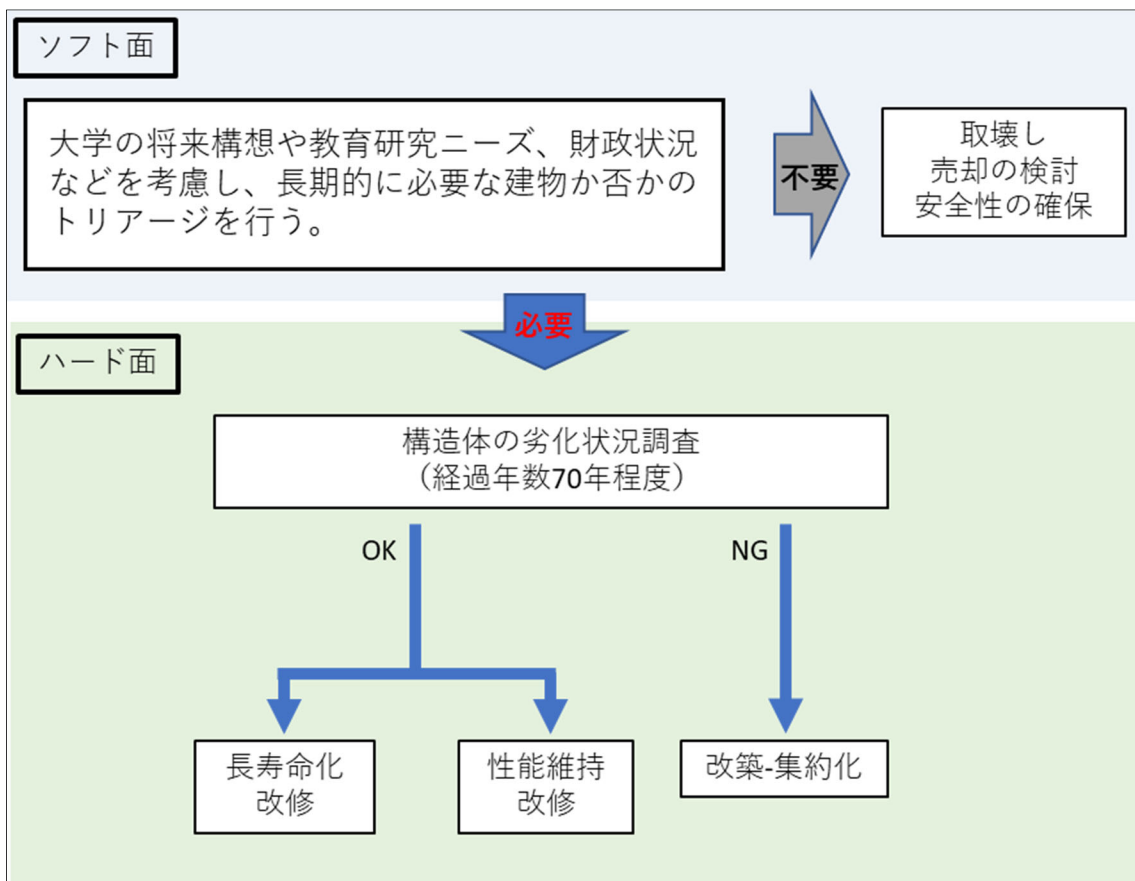 ソフト面
大学の将来構想や教育研究ニーズ、財政状況
などを考慮し、長期的に必要な建物か否かの
トリアージを行う。
不要
取壊し
売却の検討
安全性の確保
必要
ハード面
構造体の劣化状況調査
（経過年数70年程度）
OK
NG
長寿命化
改修
性能維持
改修
改築-集約化